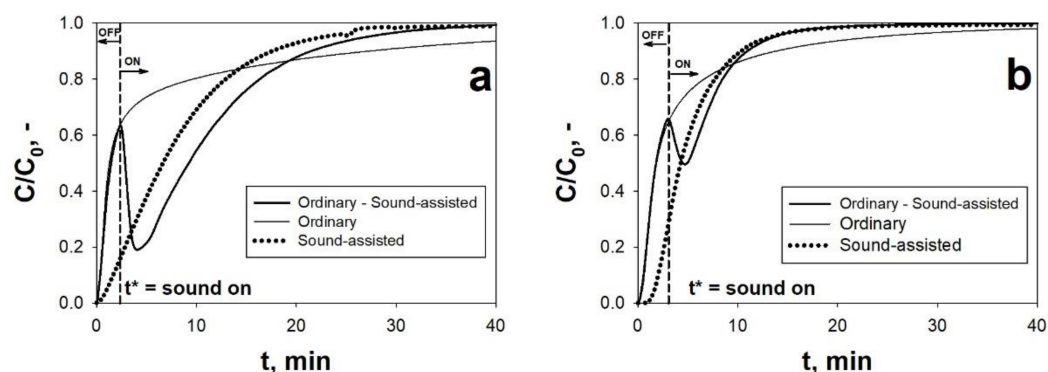 1.0
0.8
0.6
0.4
0.2
0.0
C/C0, -
OFF
ON
a
Ordinary - Sound-assisted
Ordinary
Sound-assisted
t* = sound on
0
10
20
30
40
t, min
1.0
0.8
0.6
0.4
0.2
0.0
C/C0, -
OFF
ON
b
Ordinary - Sound-assisted
Ordinary
Sound-assisted
t* = sound on
0
10
20
30
40
t, min